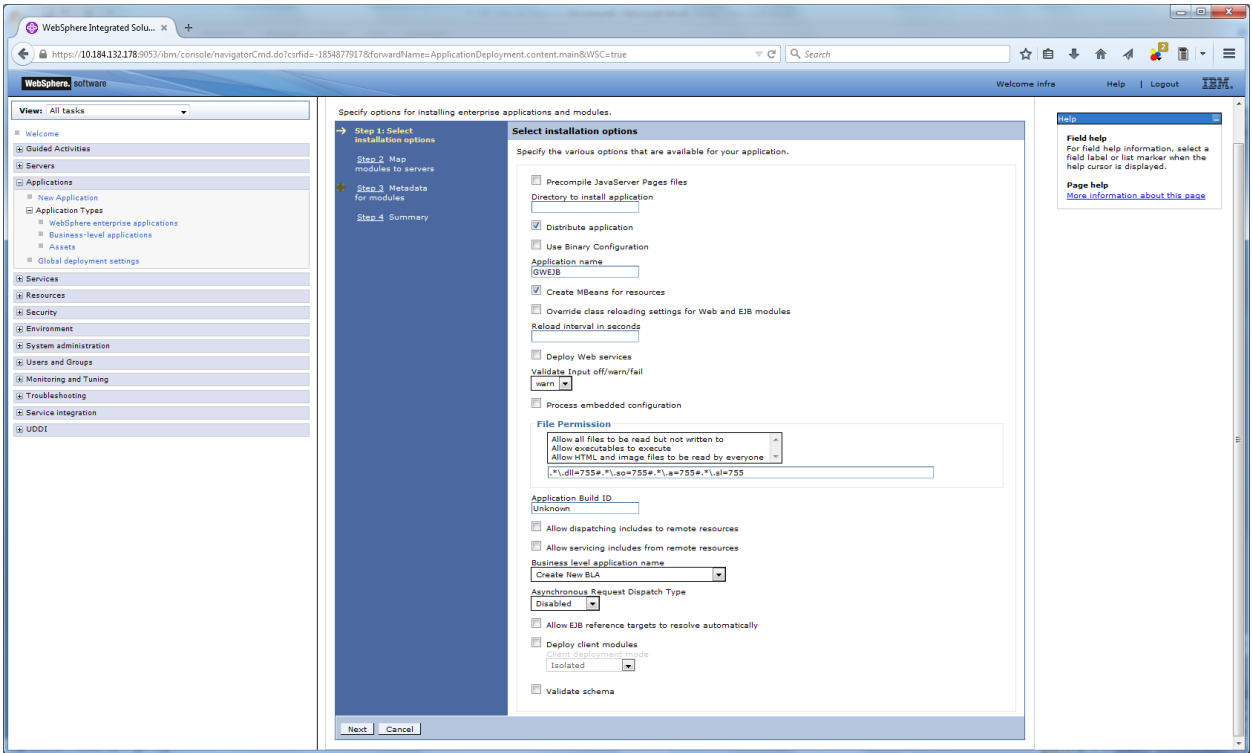 WebSphere Integrated Solu... × +
https://10.184.132.178:9053/ibm/console/navigatorCmd.do?csrfid=-1854877917&forwardName=ApplicationDeployment.content.main&WSC=true
Search
2
WebSphere. software
Welcome infra
Help | Logout
IBM.
View: All tasks
Welcome
Guided Activities
Servers
Applications
New Application
Application Types
WebSphere enterprise applications
Business-level applications
Assets
Global deployment settings
Services
Resources
Security
Environment
System administration
Users and Groups
Monitoring and Tuning
Troubleshooting
Service integration
UDDI
Specify options for installing enterprise applications and modules.
Step 1: Select
installation options
Step 2 Map
modules to servers
Step 3 Metadata
for modules
Step 4 Summary
Select installation options
Specify the various options that are available for your application.
Precompile JavaServer Pages files
Directory to install application
Distribute application
Use Binary Configuration
Application name
GWEJB
Create MBeans for resources
Override class reloading settings for Web and EJB modules
Reload interval in seconds
Deploy Web services
Validate Input off/warn/fail
warn
Process embedded configuration
File Permission
Allow all files to be read but not written to
Allow executables to execute
Allow HTML and image files to be read by everyone
.*\.dll=755#.*\.so=755#.*\.a=755#.*\.sl=755
Application Build ID
Unknown
Allow dispatching includes to remote resources
Allow servicing includes from remote resources
Business level application name
Create New BLA
Asynchronous Request Dispatch Type
Disabled
Allow EJB reference targets to resolve automatically
Deploy client modules
Client deployment mode
Isolated
Validate schema
Next
Cancel
Help
Field help
For field help information, select a
field label or list marker when the
help cursor is displayed.
Page help
More information about this page